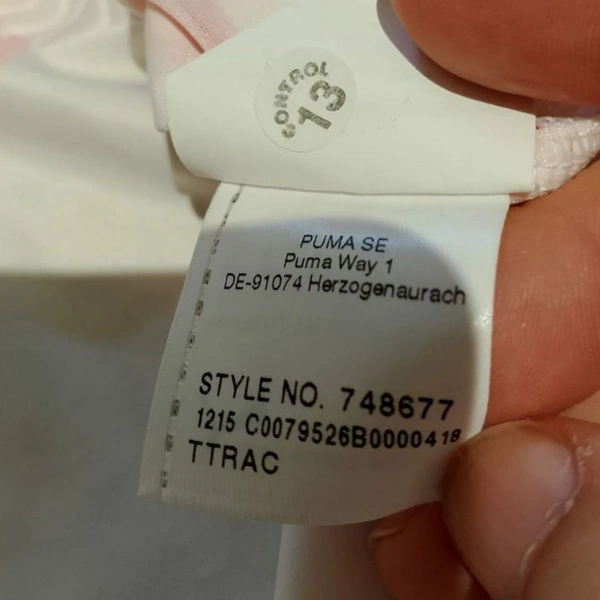 CONTROL
13
PUMA SE
Puma Way 1
DE-91074 Herzogenaurach
STYLE NO. 748677
1215 C0079526B0000418
TTRAC